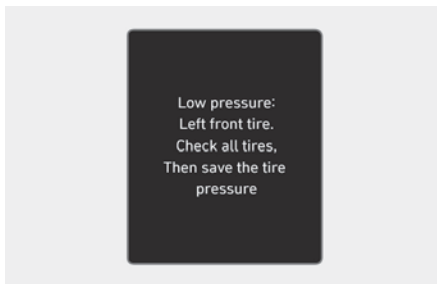 Low pressure:
Left front tire.
Check all tires,
Then save the tire
pressure